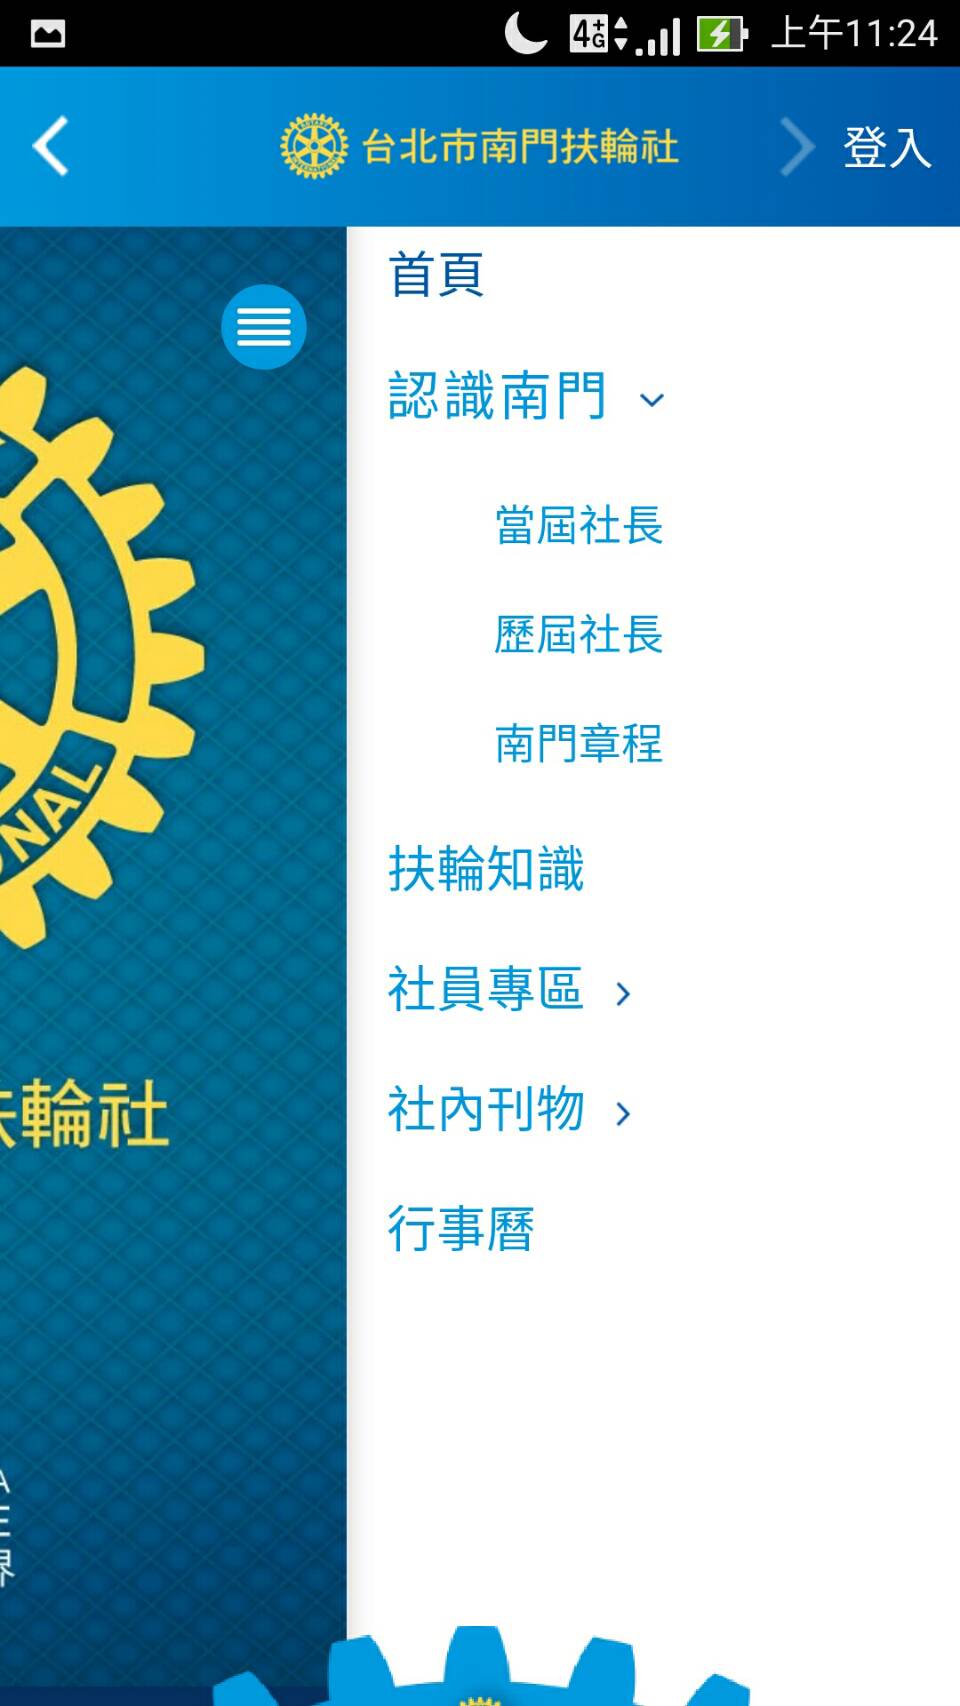 4G+ 上午11:24
台北市南門扶輪社 登入
首頁
認識南門
當屆社長
歷屆社長
南門章程
扶輪知識
社員專區
社內刊物
行事曆
ONAL
扶輪社
A
界